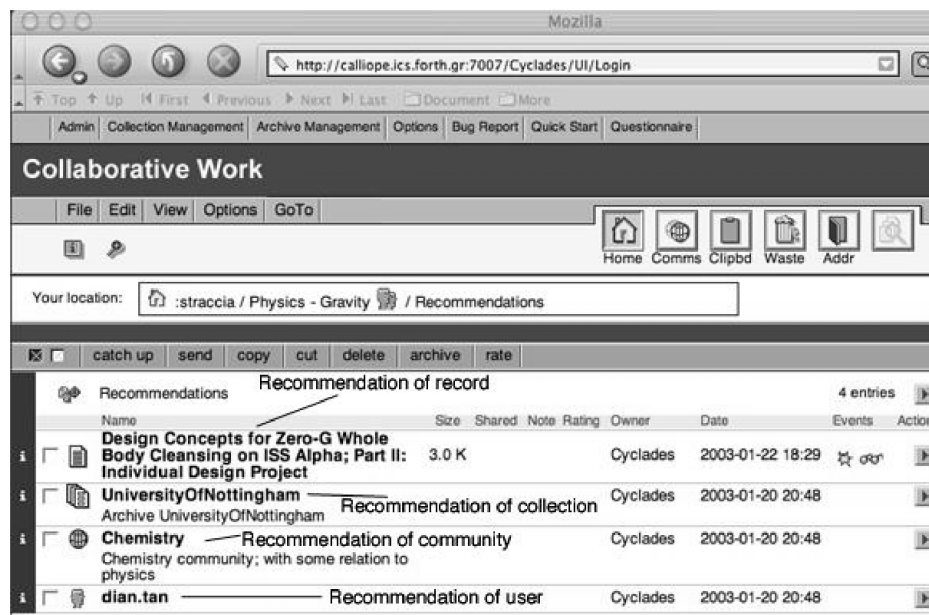 Mozilla
http://calliope.ics.forth.gr:7007/Cyclades/UI/Login
Top Up First Previous Next Last Document More
Admin Collection Management Archive Management Options Bug Report Quick Start Questionnaire
Collaborative Work
File Edit View Options GoTo
Home Comms Clipbd Waste Addr
Your location: :straccia / Physics - Gravity / Recommendations
catch up send copy cut delete archive rate
Recommendations Recommendation of record 4 entries
Name Size Shared Note Rating Owner Date Events Action
Design Concepts for Zero-G Whole
Body Cleansing on ISS Alpha; Part II: 3.0 K Cyclades 2003-01-22 18:29
Individual Design Project
UniversityOfNottingham Recommendation of collection Cyclades 2003-01-20 20:48
Archive UniversityOfNottingham
Chemistry Recommendation of community Cyclades 2003-01-20 20:48
Chemistry community; with some relation to
physics
dian.tan Recommendation of user Cyclades 2003-01-20 20:48